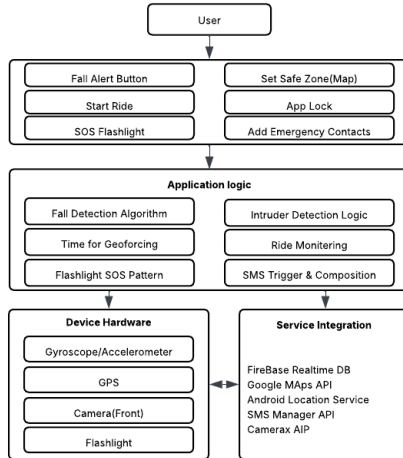 User
Fall Alert Button
Set Safe Zone(Map)
Start Ride
App Lock
SOS Flashlight
Add Emergency Contacts
Application logic
Fall Detection Algorithm
Intruder Detection Logic
Time for Geoforcing
Ride Monitering
Flashlight SOS Pattern
SMS Trigger & Composition
Device Hardware
Gyroscope/Accelerometer
GPS
Camera(Front)
Flashlight
Service Integration
FireBase Realtime DB
Google MAps API
Android Location Service
SMS Manager API
Camerax AIP